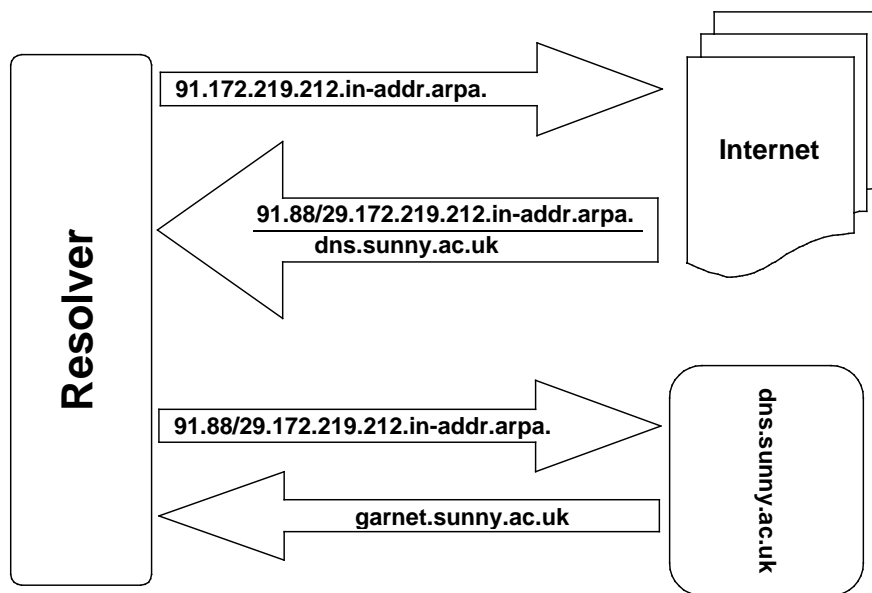 Resolver
91.172.219.212.in-addr.arpa.
Internet
91.88/29.172.219.212.in-addr.arpa.
dns.sunny.ac.uk
91.88/29.172.219.212.in-addr.arpa.
dns.sunny.ac.uk
garnet.sunny.ac.uk